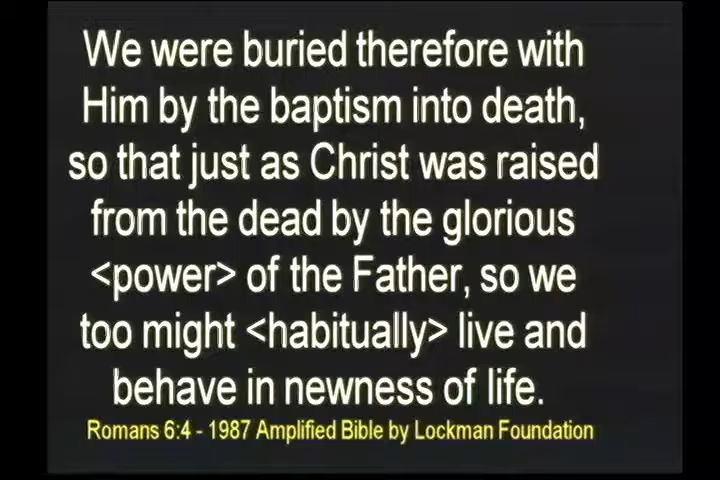 We were buried therefore with
Him by the baptism into death,
so that just as Christ was raised
from the dead by the glorious
<power> of the Father, so we
too might <habitually> live and
behave in newness of life.
Romans 6:4 - 1987 Amplified Bible by Lockman Foundation